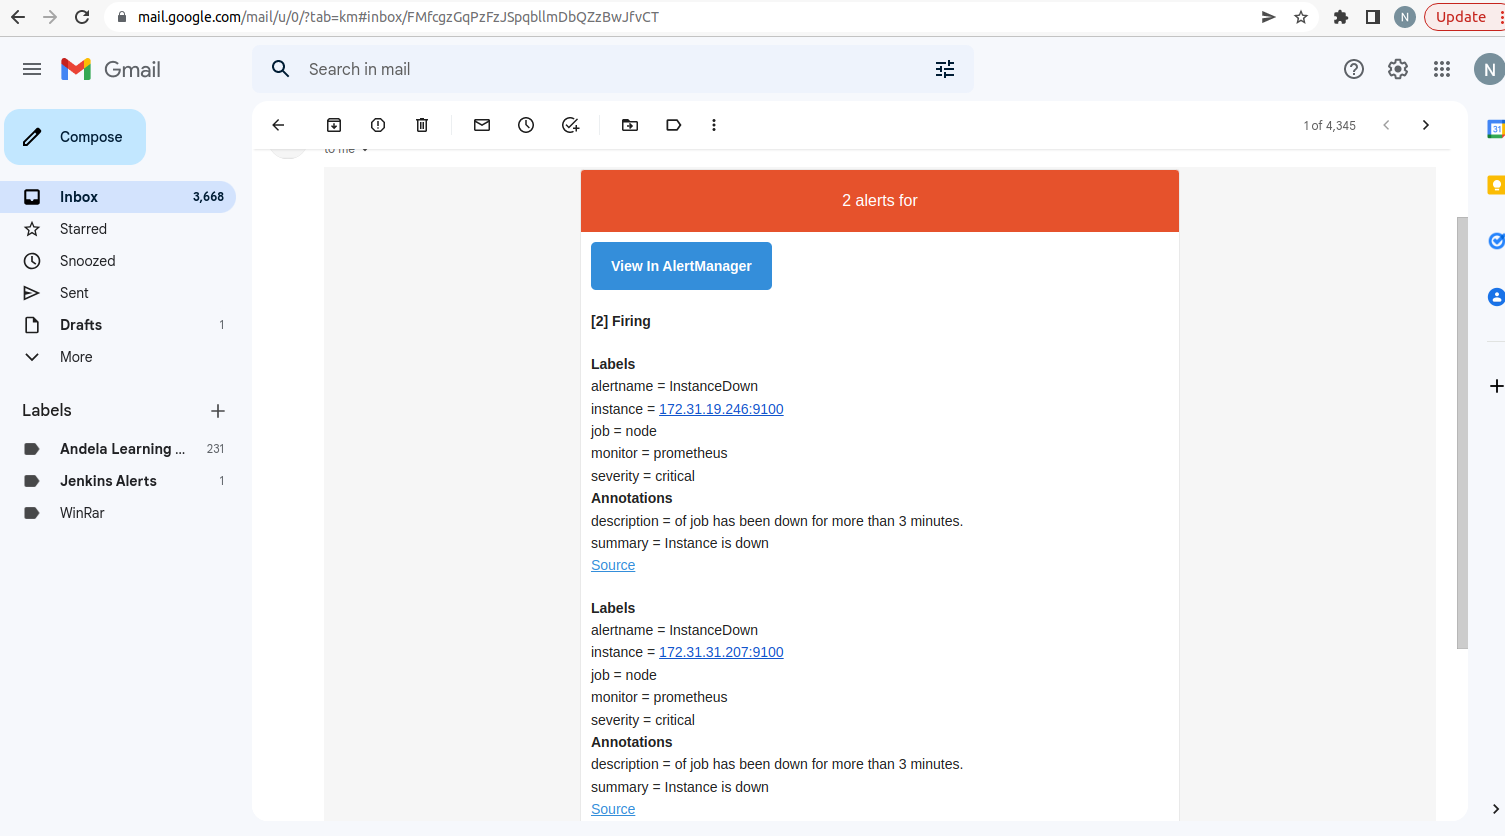 mail.google.com/mail/u/0/?tab=km#inbox/FMfcgzGqPzFzJSpqbllmDbQZzBwJfvCT
N
Update
Gmail
Search in mail
N
Compose
1 of 4,345
31
to me
Inbox 3,668
Starred
Snoozed
Sent
Drafts 1
More
Labels
Andela Learning ... 231
Jenkins Alerts 1
WinRar
2 alerts for
View In AlertManager
[2] Firing
Labels
alertname = InstanceDown
instance = 172.31.19.246:9100
job = node
monitor = prometheus
severity = critical
Annotations
description = of job has been down for more than 3 minutes.
summary = Instance is down
Source
Labels
alertname = InstanceDown
instance = 172.31.31.207:9100
job = node
monitor = prometheus
severity = critical
Annotations
description = of job has been down for more than 3 minutes.
summary = Instance is down
Source